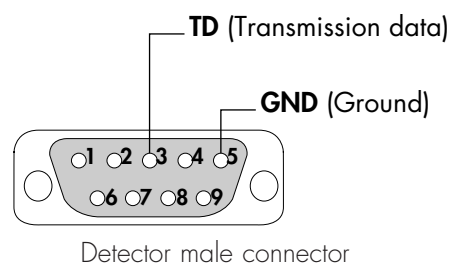 TD (Transmission data)
GND (Ground)
1 2 3 4 5
6 7 8 9
Detector male connector